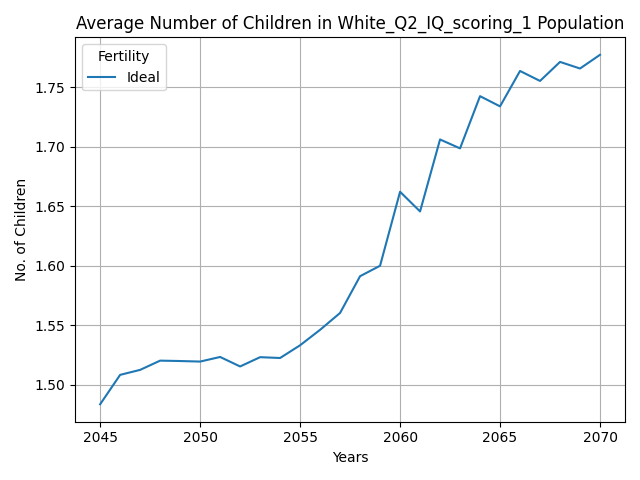 Average Number of Children in White_Q2_IQ_scoring_1 Population
Fertility
Ideal
1.75
1.70
1.65
1.60
1.55
1.50
No. of Children
2045 2050 2055 2060 2065 2070
Years